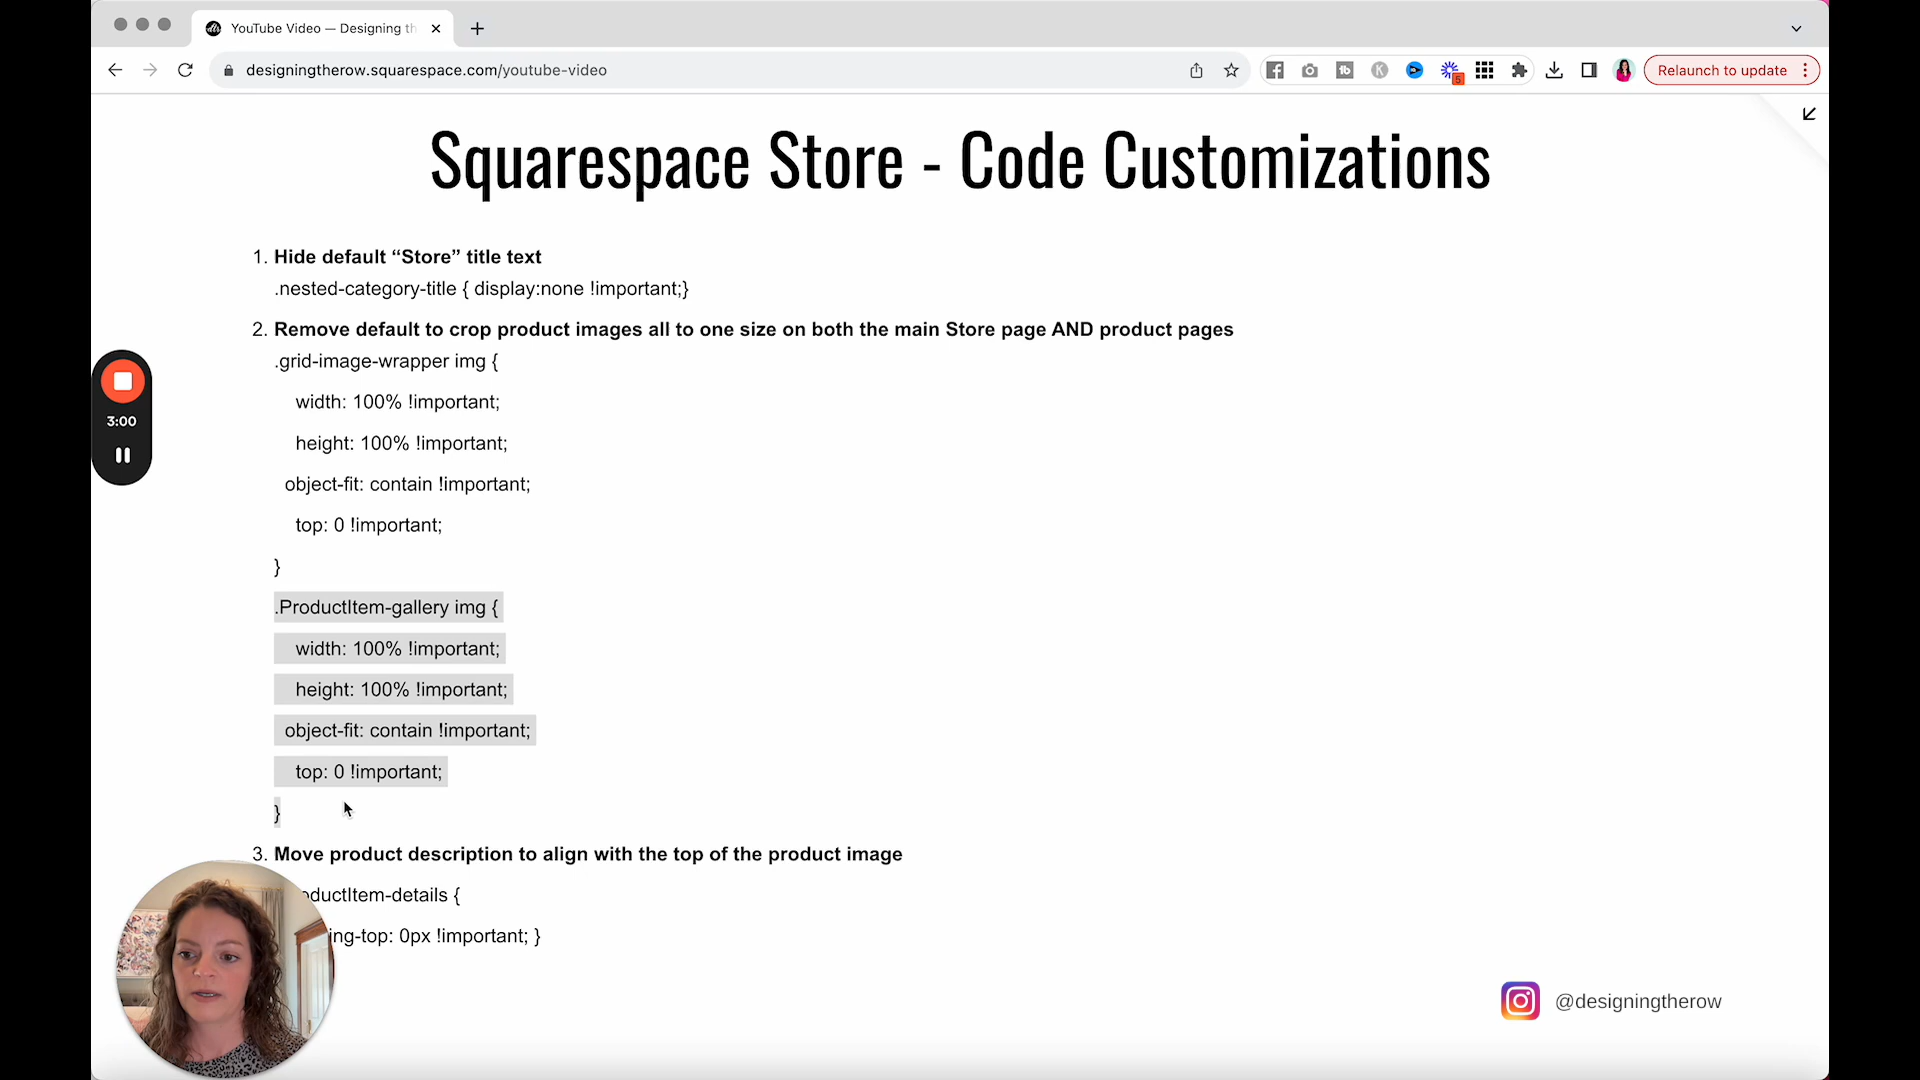 YouTube Video — Designing th
designingtherow.squarespace.com/youtube-video
5
Relaunch to update
Squarespace Store - Code Customizations
1. Hide default “Store” title text
.nested-category-title { display:none !important;}
2. Remove default to crop product images all to one size on both the main Store page AND product pages
.grid-image-wrapper img {
width: 100% !important;
height: 100% !important;
object-fit: contain !important;
top: 0 !important;
}
3:00
.ProductItem-gallery img {
width: 100% !important;
height: 100% !important;
object-fit: contain !important;
top: 0 !important;
}
3. Move product description to align with the top of the product image
oductItem-details {
ing-top: 0px !important; }
@designingtherow